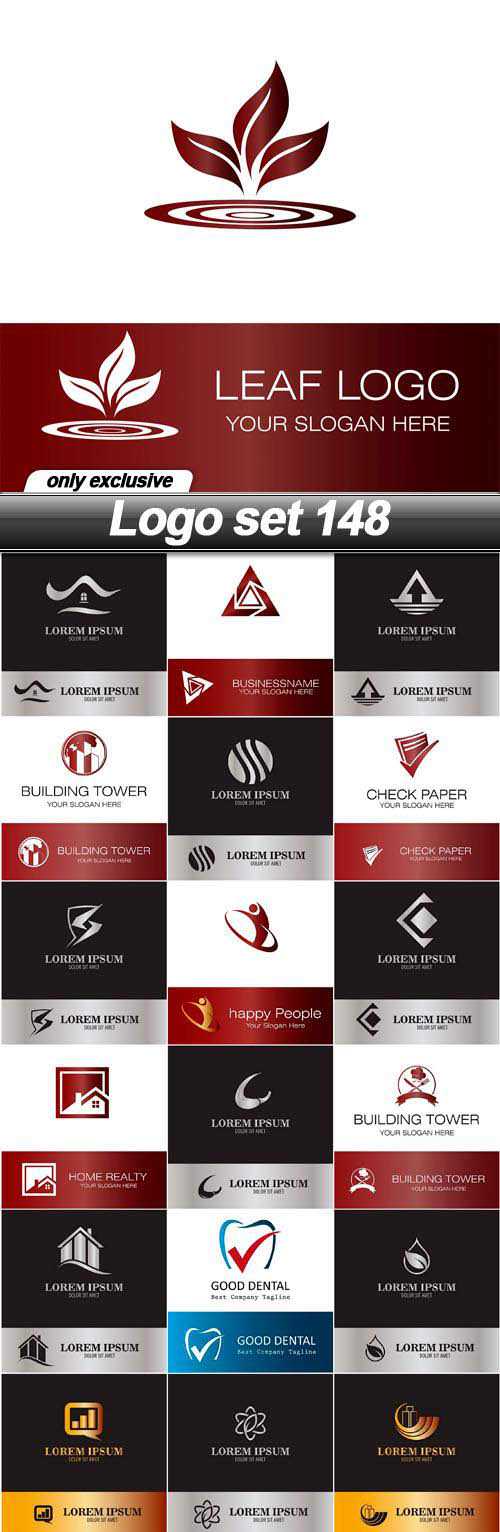 LEAF LOGO
YOUR SLOGAN HERE
only exclusive
Logo set 148
LOREM IPSUM
DOLOR SIT AMET
LOREM IPSUM
DOLOR SIT AMET
BUSINESSNAME
YOUR SLOGAN HERE
LOREM IPSUM
DOLOR SIT AMET
LOREM IPSUM
DOLOR SIT AMET
BUILDING TOWER
YOUR SLOGAN HERE
BUILDING TOWER
YOUR SLOGAN HERE
LOREM IPSUM
DOLOR SIT AMET
LOREM IPSUM
DOLOR SIT AMET
CHECK PAPER
YOUR SLOGAN HERE
CHECK PAPER
YOUR SLOGAN HERE
LOREM IPSUM
DOLOR SIT AMET
LOREM IPSUM
DOLOR SIT AMET
happy People
Your Slogan Here
LOREM IPSUM
DOLOR SIT AMET
LOREM IPSUM
DOLOR SIT AMET
HOME REALTY
YOUR SLOGAN HERE
LOREM IPSUM
DOLOR SIT AMET
LOREM IPSUM
DOLOR SIT AMET
BUILDING TOWER
YOUR SLOGAN HERE
BUILDING TOWER
YOUR SLOGAN HERE
LOREM IPSUM
DOLOR SIT AMET
LOREM IPSUM
DOLOR SIT AMET
GOOD DENTAL
Best Company Tagline
GOOD DENTAL
Best Company Tagline
LOREM IPSUM
DOLOR SIT AMET
LOREM IPSUM
DOLOR SIT AMET
LOREM IPSUM
DOLOR SIT AMET
LOREM IPSUM
DOLOR SIT AMET
LOREM IPSUM
DOLOR SIT AMET
LOREM IPSUM
DOLOR SIT AMET
LOREM IPSUM
DOLOR SIT AMET
LOREM IPSUM
DOLOR SIT AMET